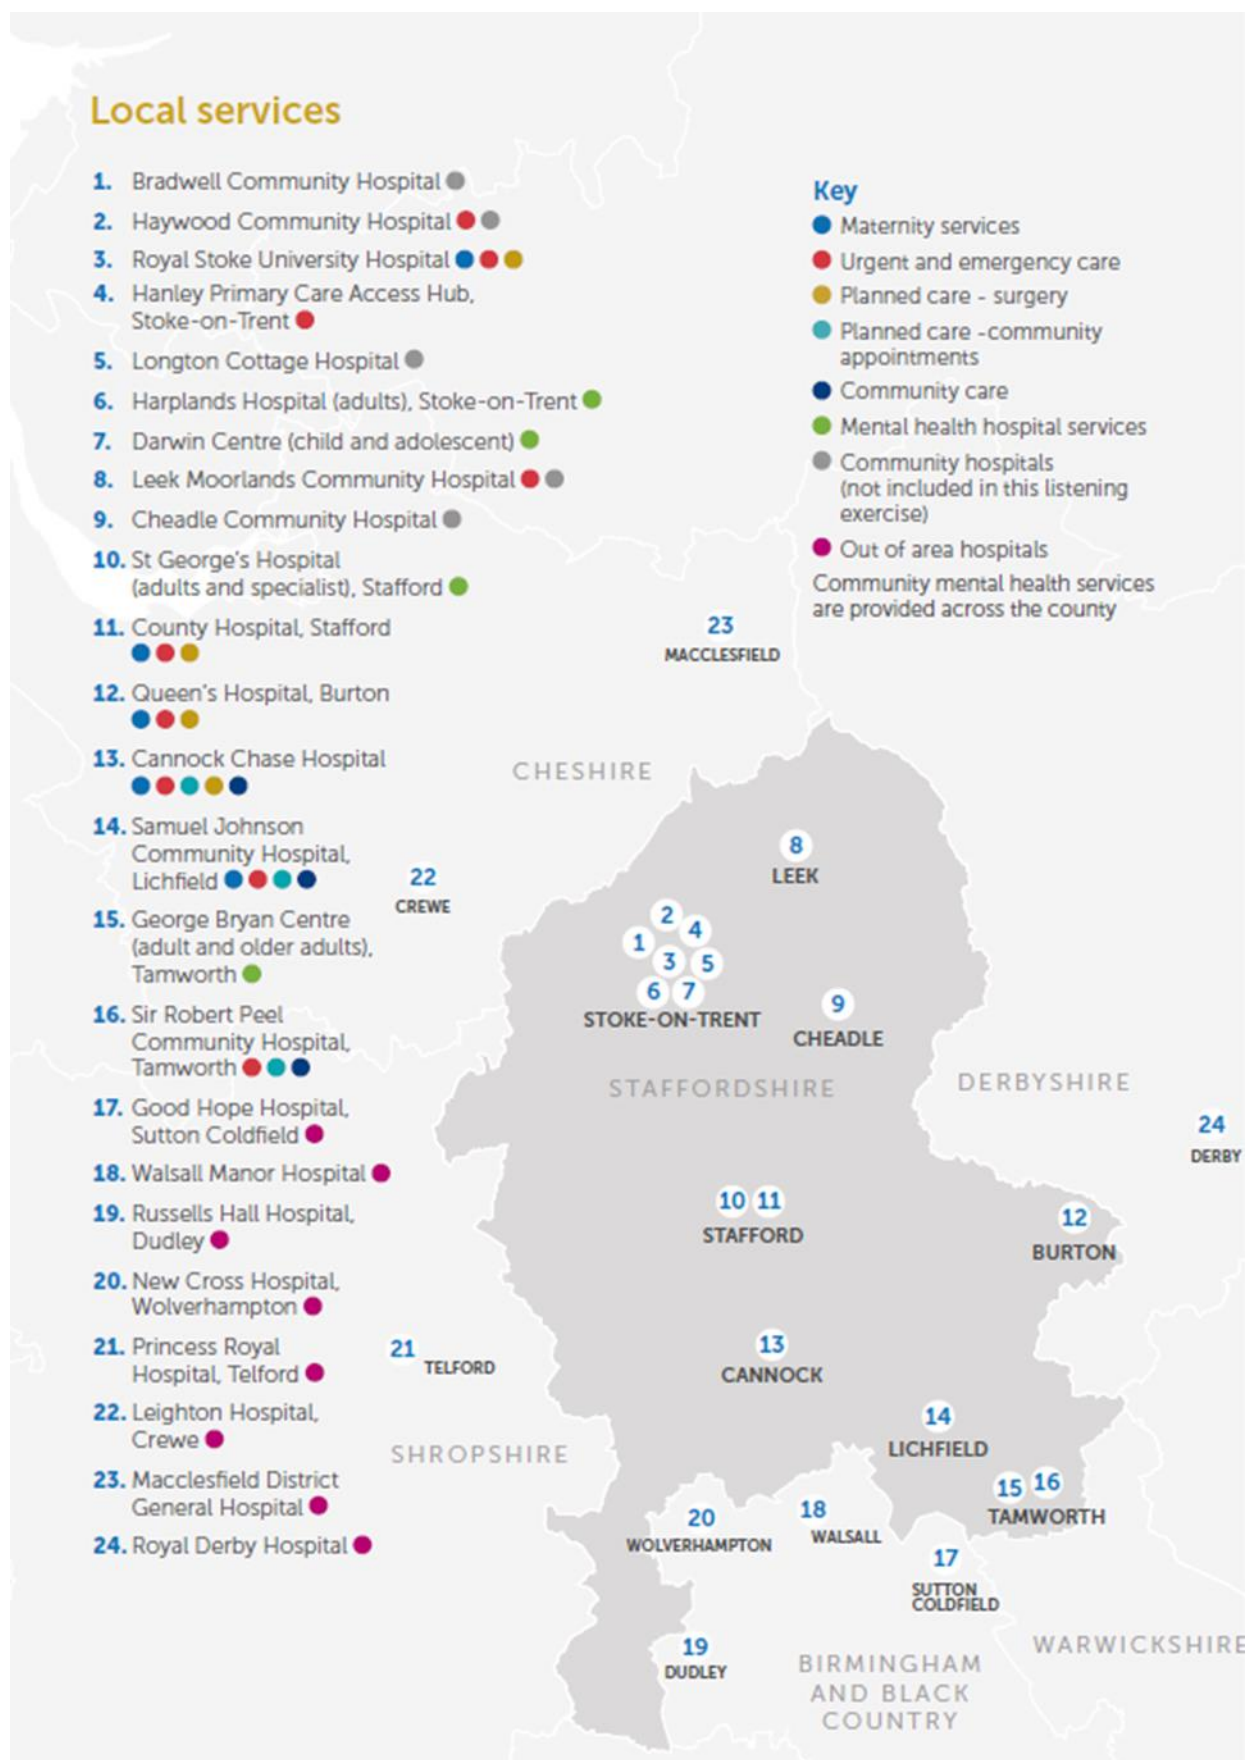 Local services
1. Bradwell Community Hospital
2. Haywood Community Hospital
3. Royal Stoke University Hospital
4. Hanley Primary Care Access Hub,
Stoke-on-Trent
5. Longton Cottage Hospital
6. Harplands Hospital (adults), Stoke-on-Trent
7. Darwin Centre (child and adolescent)
8. Leek Moorlands Community Hospital
9. Cheadle Community Hospital
10. St George's Hospital
(adults and specialist), Stafford
11. County Hospital, Stafford
12. Queen's Hospital, Burton
13. Cannock Chase Hospital
14. Samuel Johnson
Community Hospital,
Lichfield
15. George Bryan Centre
(adult and older adults),
Tamworth
16. Sir Robert Peel
Community Hospital,
Tamworth
17. Good Hope Hospital,
Sutton Coldfield
18. Walsall Manor Hospital
19. Russells Hall Hospital,
Dudley
20. New Cross Hospital,
Wolverhampton
21. Princess Royal
Hospital, Telford
22. Leighton Hospital,
Crewe
23. Macclesfield District
General Hospital
24. Royal Derby Hospital
Key
Maternity services
Urgent and emergency care
Planned care - surgery
Planned care -community
appointments
Community care
Mental health hospital services
Community hospitals
(not included in this listening
exercise)
Out of area hospitals
Community mental health services
are provided across the county
23
MACCLESFIELD
CHESHIRE
8
LEEK
22
CREWE
2
4
1
3
5
6
7
STOKE-ON-TRENT
9
CHEADLE
STAFFORDSHIRE
DERBYSHIRE
24
DERBY
10 11
STAFFORD
12
BURTON
21
TELFORD
13
CANNOCK
14
LICHFIELD
SHROPSHIRE
15 16
TAMWORTH
20
WOLVERHAMPTON
18
WALSALL
17
SUTTON
COLDFIELD
19
DUDLEY
WARWICKSHIRE
BIRMINGHAM
AND BLACK
COUNTRY